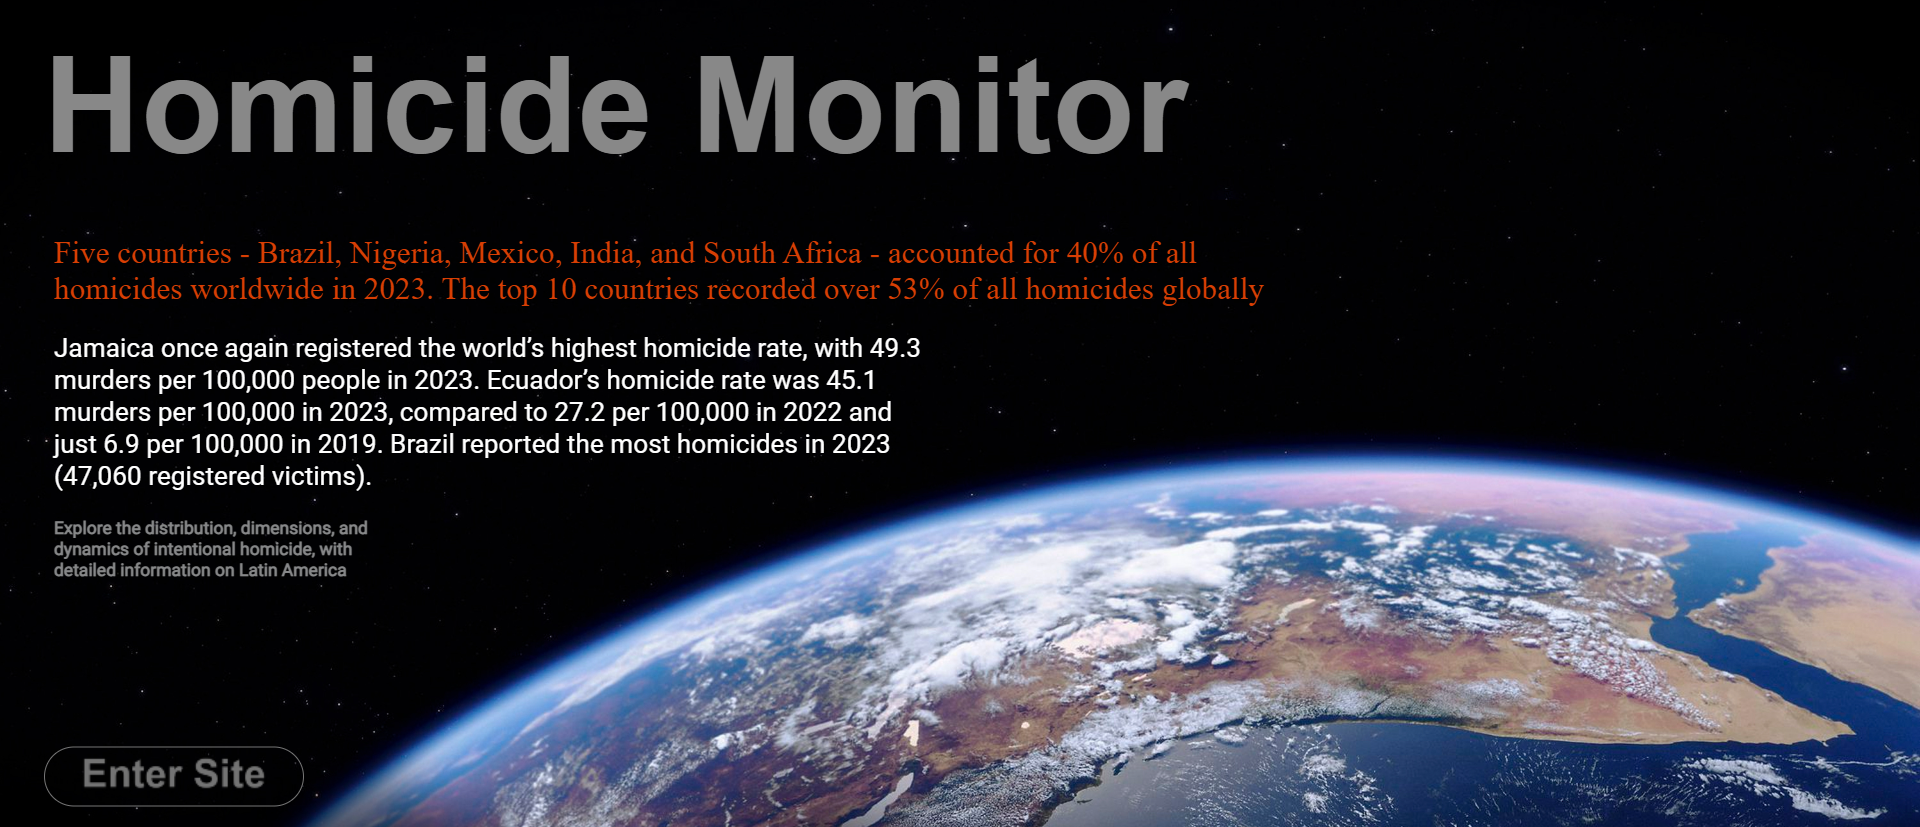 Homicide Monitor
Five countries - Brazil, Nigeria, Mexico, India, and South Africa - accounted for 40% of all
homicides worldwide in 2023. The top 10 countries recorded over 53% of all homicides globally
Jamaica once again registered the world’s highest homicide rate, with 49.3
murders per 100,000 people in 2023. Ecuador’s homicide rate was 45.1
murders per 100,000 in 2023, compared to 27.2 per 100,000 in 2022 and
just 6.9 per 100,000 in 2019. Brazil reported the most homicides in 2023
(47,060 registered victims).
Explore the distribution, dimensions, and
dynamics of intentional homicide, with
detailed information on Latin America
Enter Site